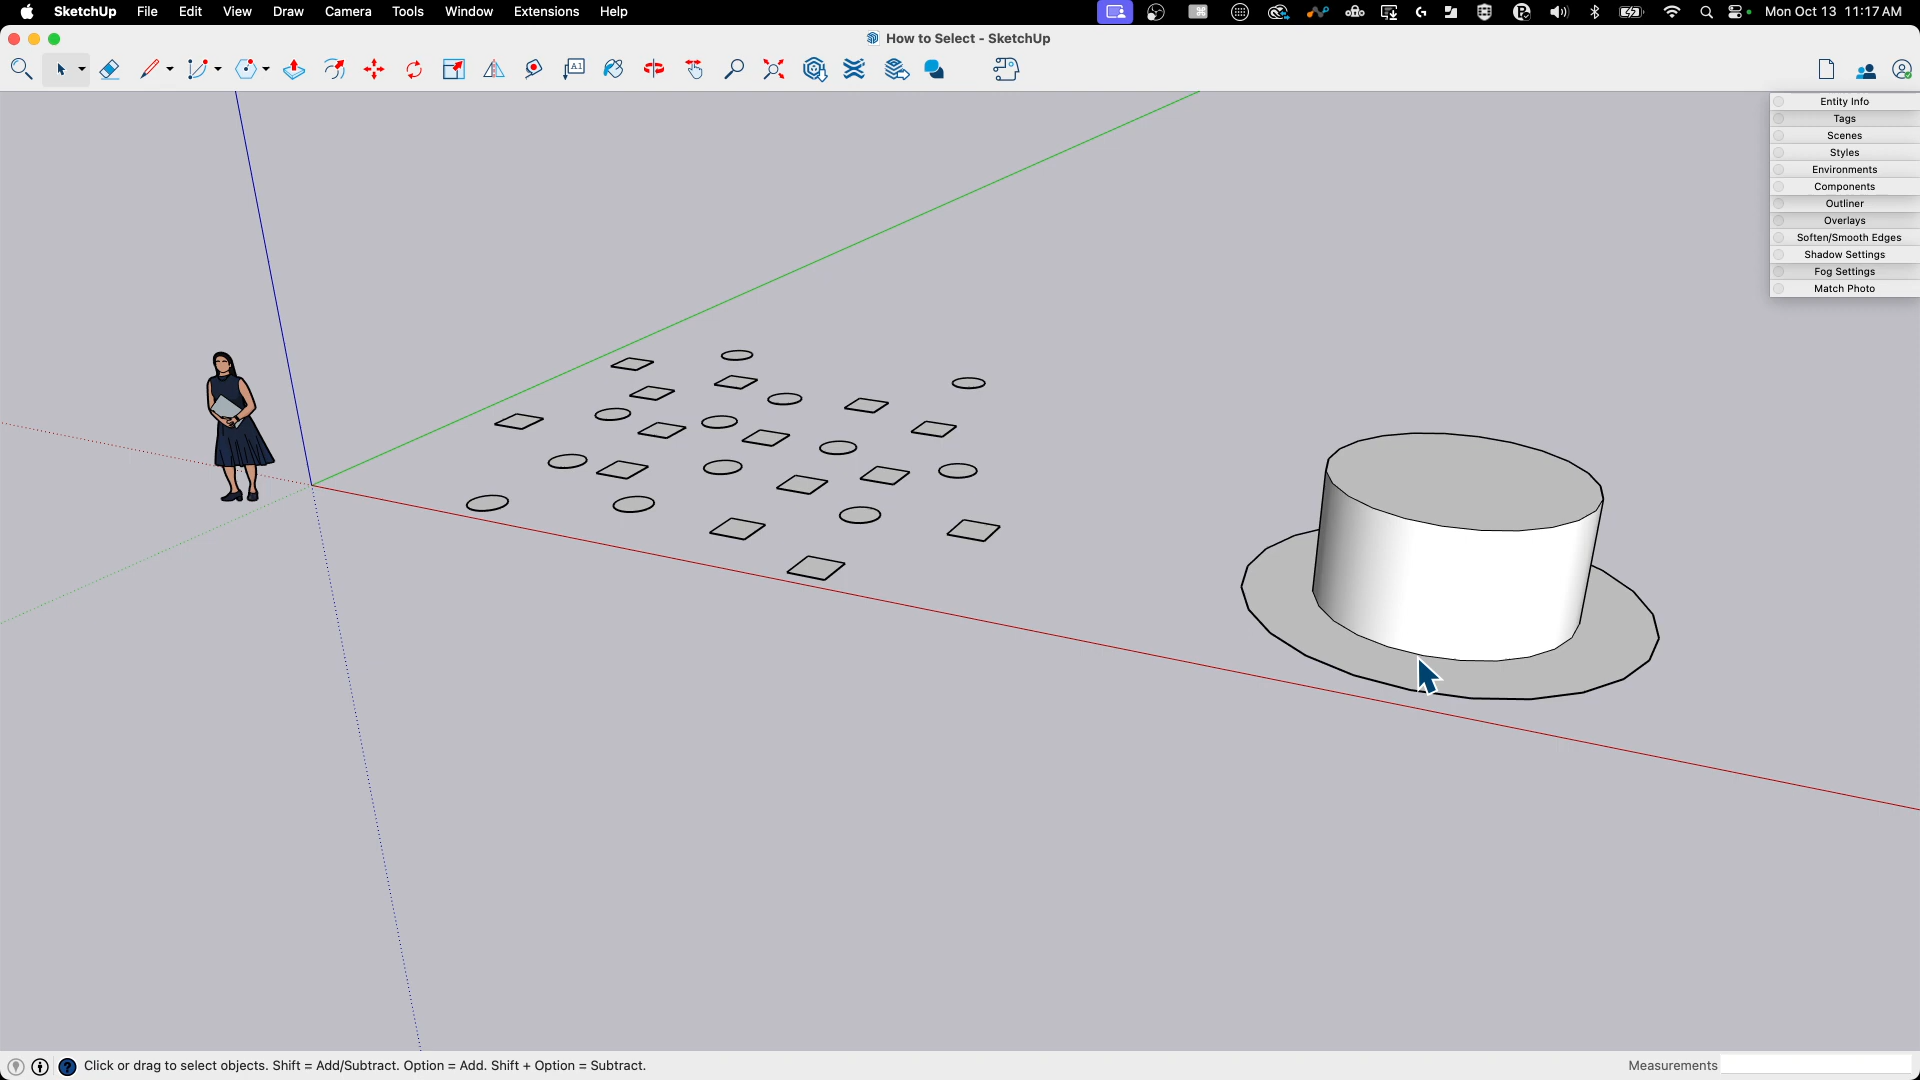 SketchUp File Edit View Draw Camera Tools Window Extensions Help Mon Oct 13 11:17 AM
How to Select - SketchUp
A1
Entity Info
Tags
Scenes
Styles
Environments
Components
Outliner
Overlays
Soften/Smooth Edges
Shadow Settings
Fog Settings
Match Photo
Click or drag to select objects. Shift = Add/Subtract. Option = Add. Shift + Option = Subtract.
Measurements